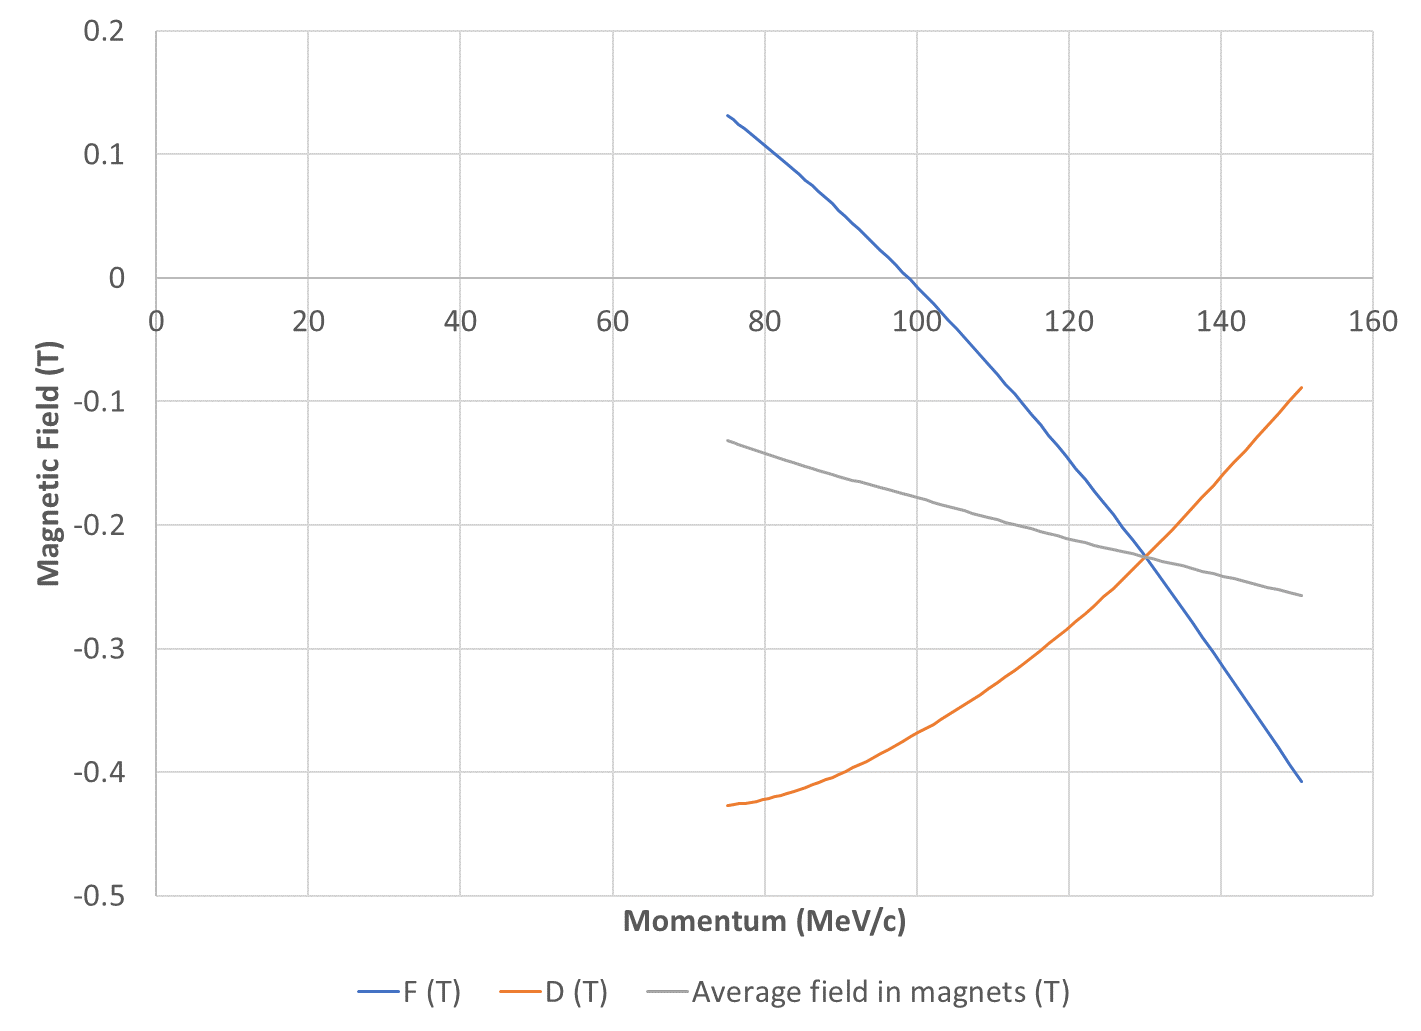 0.2
0.1
0
0 20 40 60 80 100 120 140 160
-0.1
-0.2
-0.3
-0.4
-0.5
Magnetic Field (T)
Momentum (MeV/c)
F (T) D (T) Average field in magnets (T)